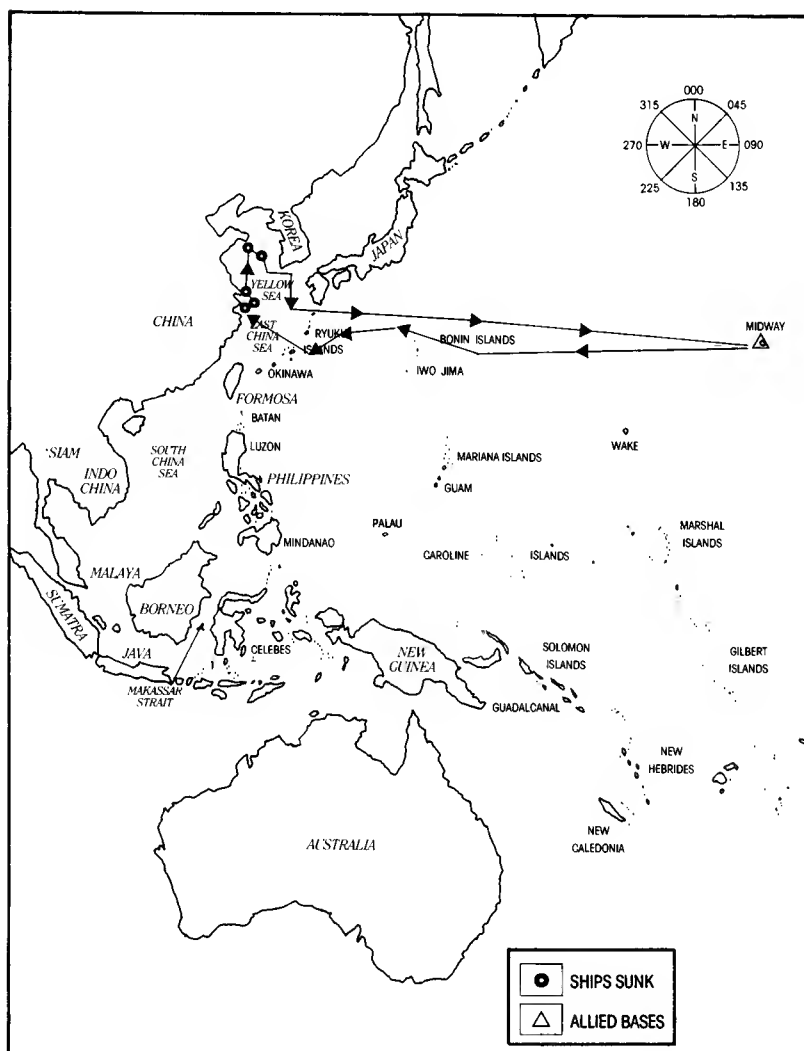 000
315
045
N
270
W
E
090
S
225
135
180
KOREA
JAPAN
YELLOW
SEA
CHINA
EAST
CHINA
SEA
RYUKU
ISLANDS
BONIN ISLANDS
MIDWAY
OKINAWA
IWO JIMA
FORMOSA
BATAN
LUZON
WAKE
SIAM
INDO
CHINA
SOUTH
CHINA
SEA
MARIANA ISLANDS
PHILIPPINES
GUAM
PALAU
MARSHAL
ISLANDS
MINDANAO
CAROLINE
ISLANDS
MALAYA
SUMATRA
BORNEO
JAVA
CELEBES
NEW
GUINEA
SOLOMON
ISLANDS
GILBERT
ISLANDS
MAKASSAR
STRAIT
GUADALCANAL
NEW
HEBRIDES
NEW
CALEDONIA
AUSTRALIA
SHIPS SUNK
ALLIED BASES